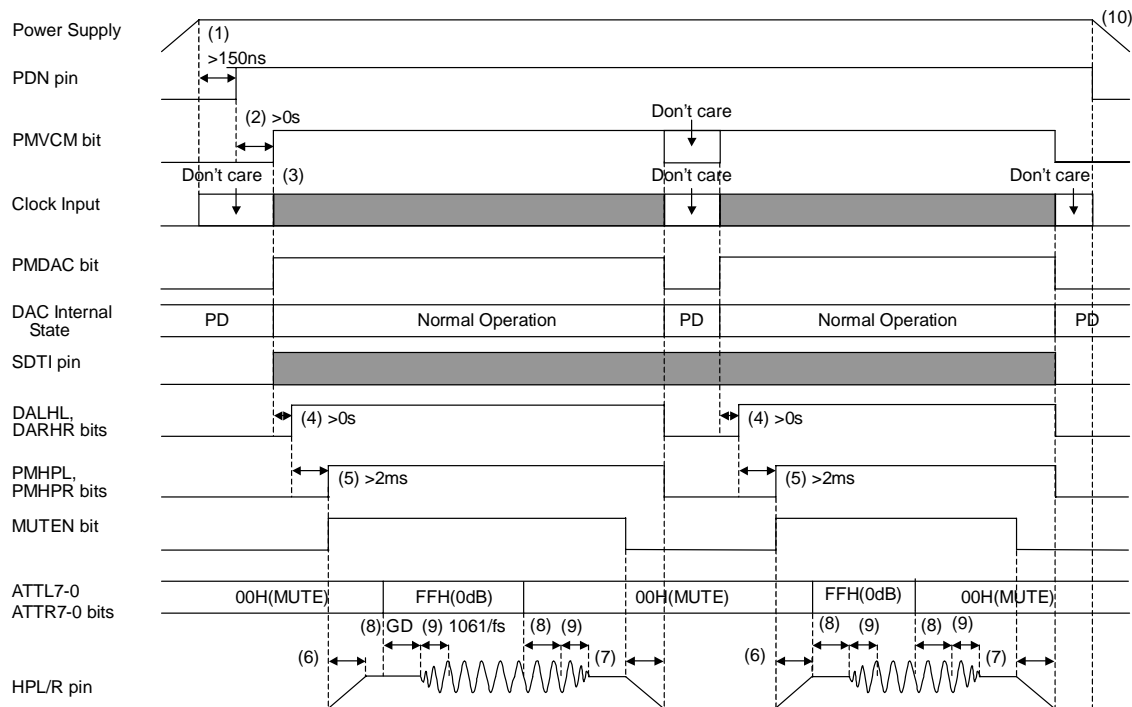 Power Supply
(1)
(10)
>150ns
PDN pin
(2) >0s
Don't care
PMVCM bit
Don't care
(3)
Don't care
Don't care
Clock Input
PMDAC bit
DAC Internal
State
PD
Normal Operation
PD
Normal Operation
PD
SDTI pin
DALHL,
DARHR bits
(4) >0s
(4) >0s
PMHPL,
PMHPR bits
(5) >2ms
(5) >2ms
MUTEN bit
ATTL7-0
ATTR7-0 bits
00H(MUTE)
FFH(0dB)
00H(MUTE)
FFH(0dB)
00H(MUTE)
(8) GD
(9) 1061/fs
(8)
(9)
(8)
(9)
(8)
(9)
(6)
(7)
(6)
(7)
HPL/R pin